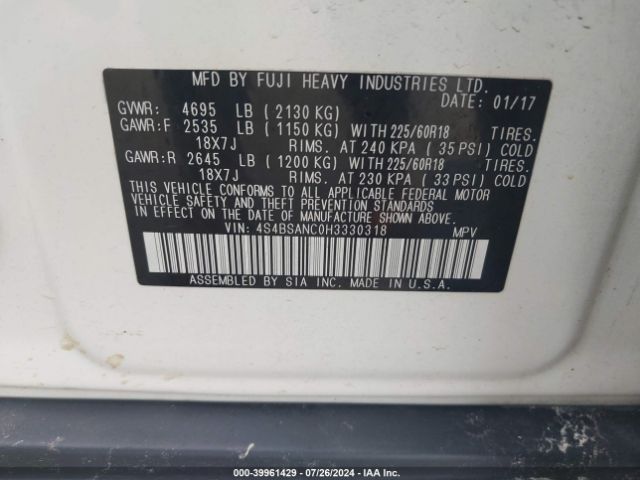 MFD BY FUJI HEAVY INDUSTRIES LTD.
DATE: 01/17
GVWR: 4695 LB ( 2130 KG)
GAWR:F 2535 LB ( 1150 KG) WITH 225/60R18 TIRES.
18X7J RIMS. AT 240 KPA ( 35 PSI) COLD
GAWR:R 2645 LB ( 1200 KG) WITH 225/60R18 TIRES.
18X7J RIMS. AT 230 KPA ( 33 PSI) COLD
THIS VEHICLE CONFORMS TO ALL APPLICABLE FEDERAL MOTOR
VEHICLE SAFETY AND THEFT PREVENTION STANDARDS
IN EFFECT ON THE DATE OF MANUFACTURE SHOWN ABOVE.
VIN: 4S4BSANC0H3330318 MPV
ASSEMBLED BY SIA INC. MADE IN U.S.A.
000-39961429 - 07/26/2024 - IAA, Inc.